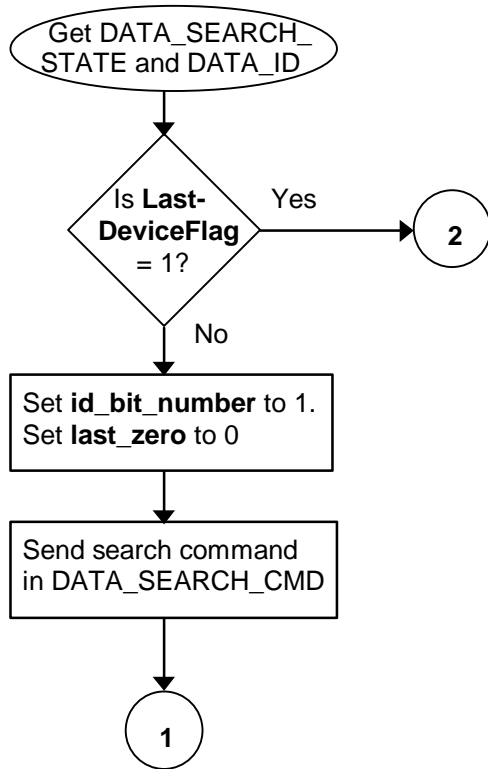 Get DATA_SEARCH_
STATE and DATA_ID
Is Last-
DeviceFlag
= 1?
Yes
2
No
Set id_bit_number to 1.
Set last_zero to 0
Send search command
in DATA_SEARCH_CMD
1